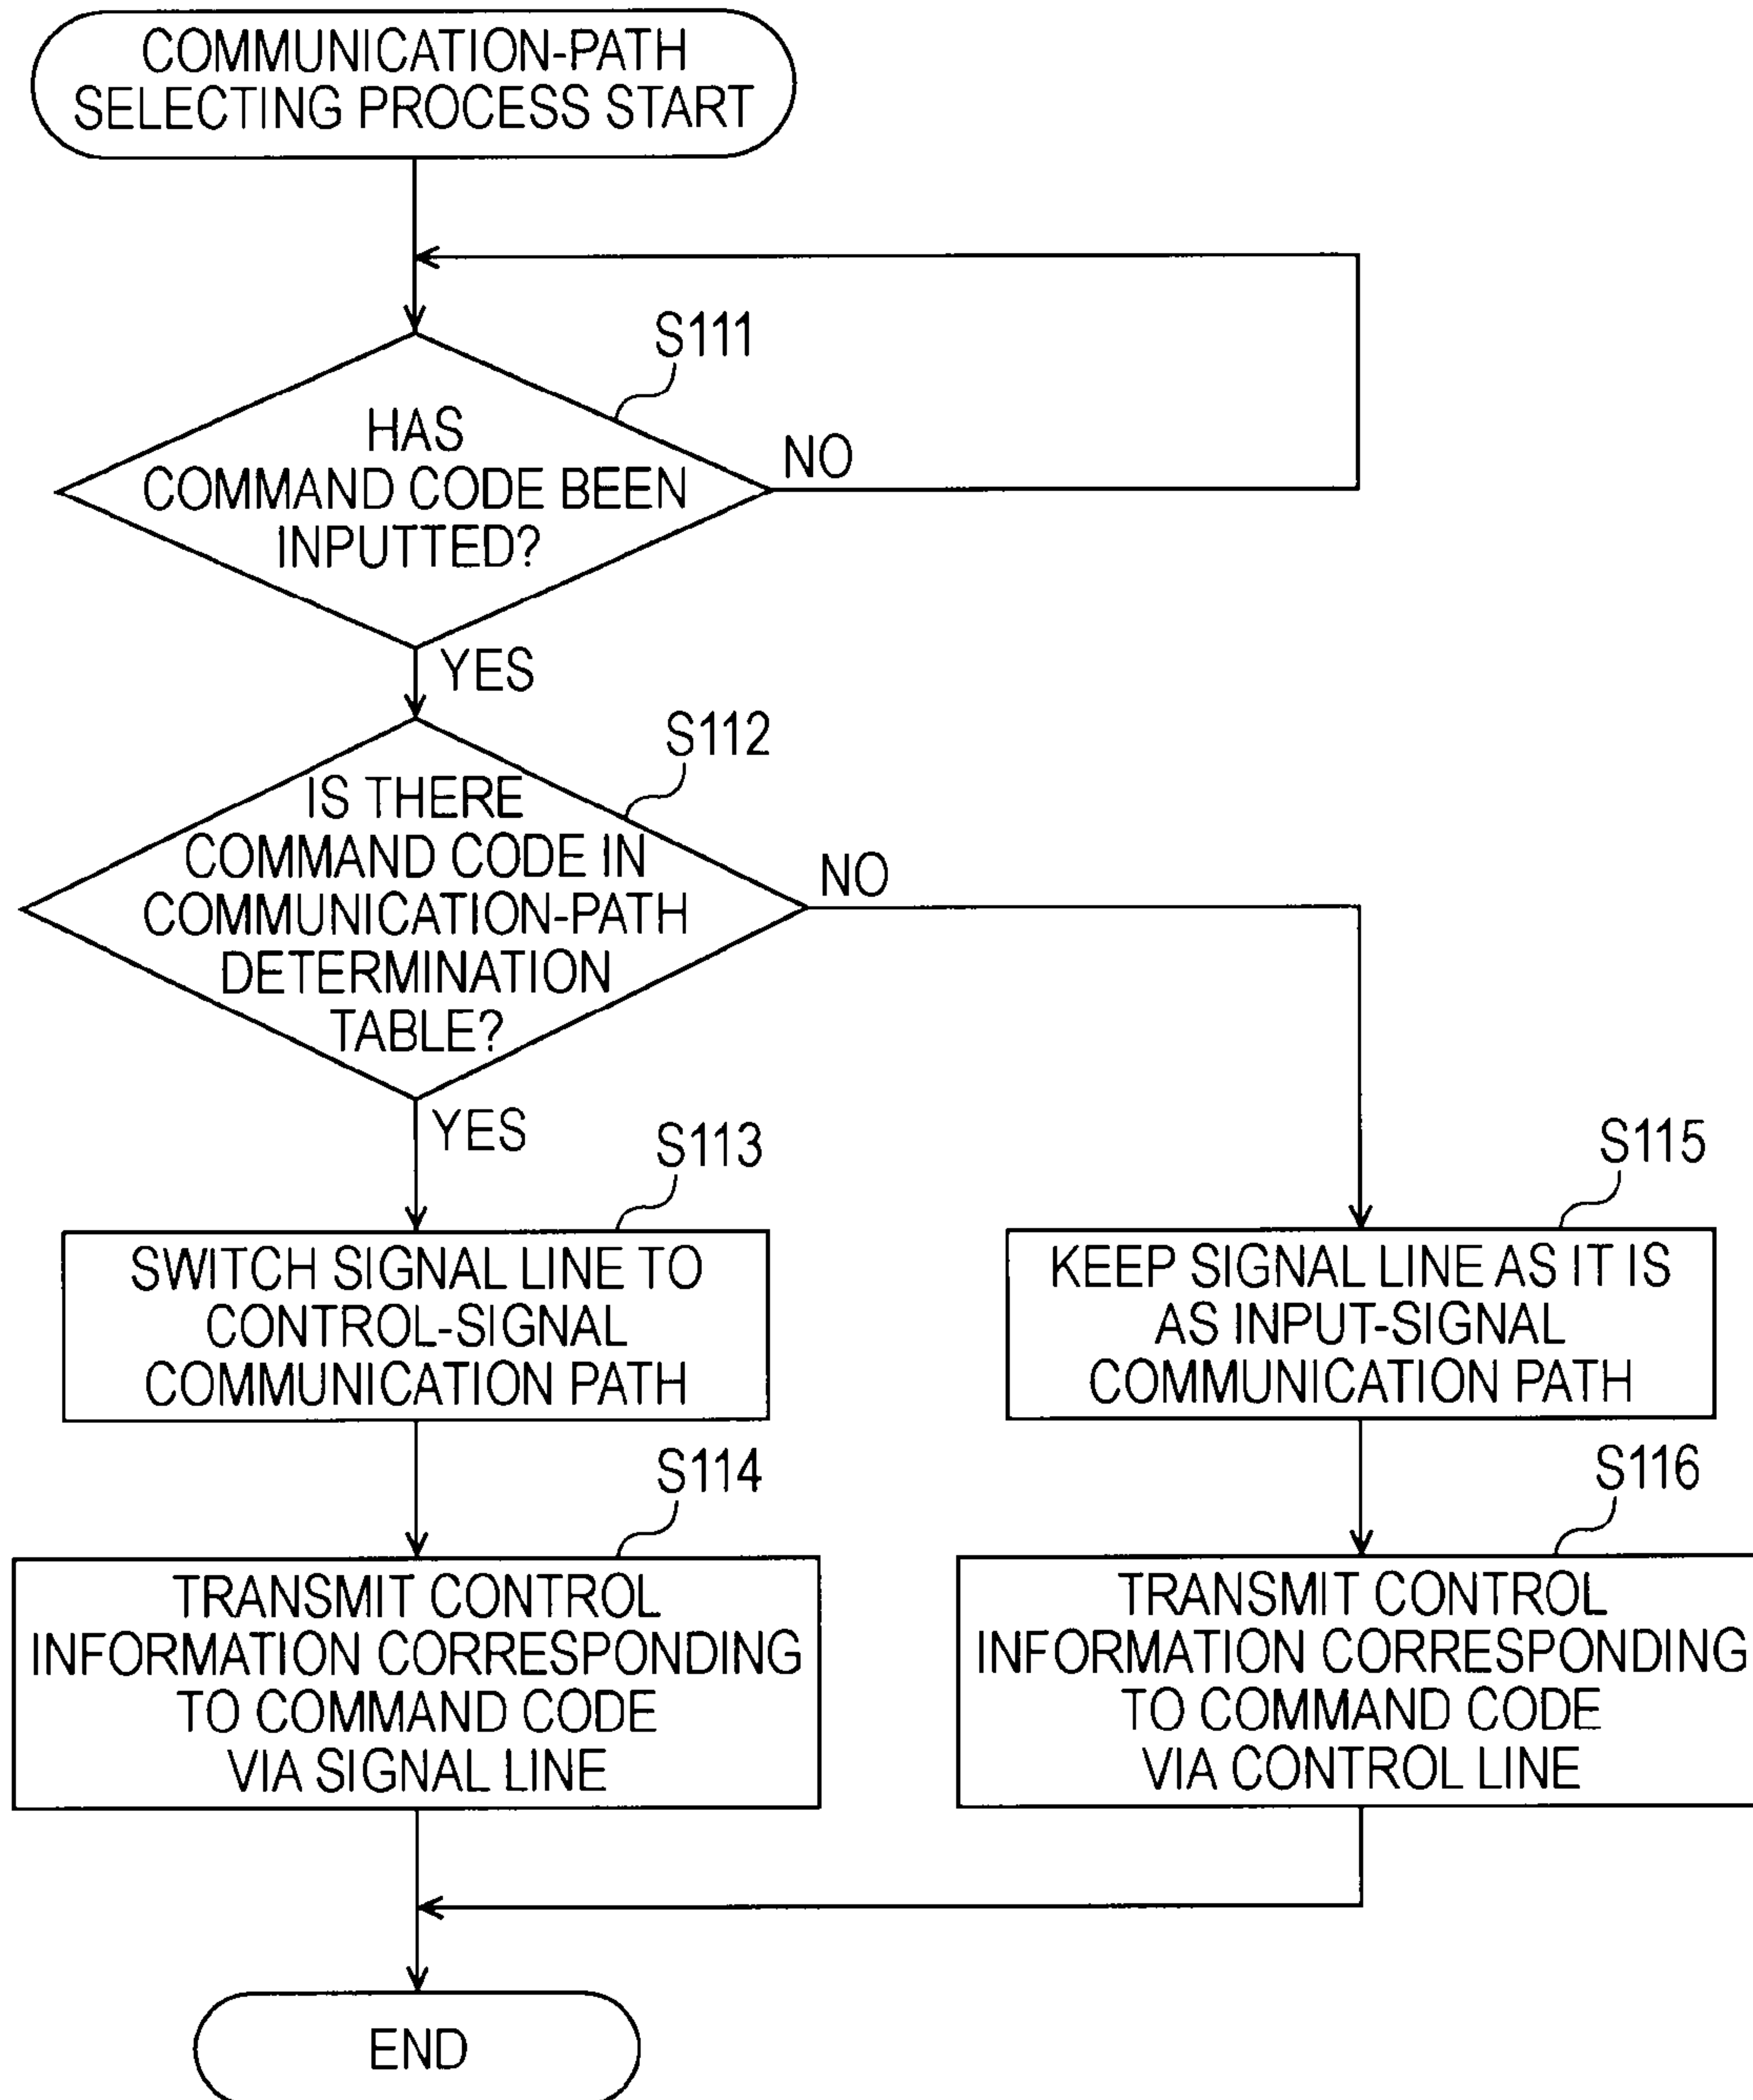 COMMUNICATION-PATH
SELECTING PROCESS START
S111
HAS
COMMAND CODE BEEN
INPUTTED?
NO
YES
S112
IS THERE
COMMAND CODE IN
COMMUNICATION-PATH
DETERMINATION
TABLE?
NO
YES
S113
SWITCH SIGNAL LINE TO
CONTROL-SIGNAL
COMMUNICATION PATH
S115
KEEP SIGNAL LINE AS IT IS
AS INPUT-SIGNAL
COMMUNICATION PATH
S114
TRANSMIT CONTROL
INFORMATION CORRESPONDING
TO COMMAND CODE
VIA SIGNAL LINE
S116
TRANSMIT CONTROL
INFORMATION CORRESPONDING
TO COMMAND CODE
VIA CONTROL LINE
END